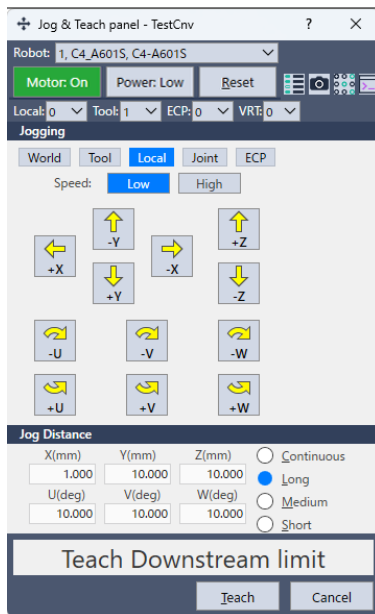 Jog & Teach panel - TestCnv ? ✕
Robot: 1, C4_A601S, C4-A601S
Motor: On Power: Low Reset
Local: 0 Tool: 1 ECP: 0 VRT: 0
Jogging
World Tool Local Joint ECP
Speed: Low High
-Y +Z
+X -X
+Y -Z
-U -V -W
+U +V +W
Jog Distance
X(mm) Y(mm) Z(mm) Continuous
1.000 10.000 10.000 Long
U(deg) V(deg) W(deg) Medium
10.000 10.000 10.000 Short
Teach Downstream limit
Teach Cancel